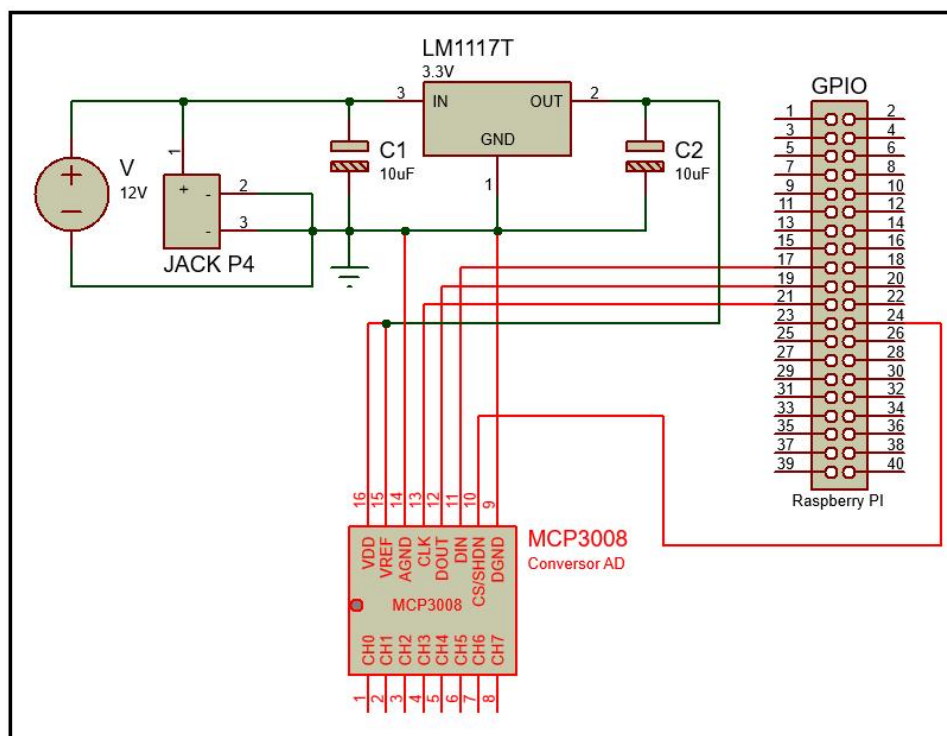 LM1117T
3.3V
3
IN
OUT
2
GND
1
V
12V
1
+
-
2
-
3
JACK P4
C1
10uF
C2
10uF
GPIO
1 2
3 4
5 6
7 8
9 10
11 12
13 14
15 16
17 18
19 20
21 22
23 24
25 26
27 28
29 30
31 32
33 34
35 36
37 38
39 40
Raspberry PI
16 15 14 13 12 11 10 9
VDD VREF AGND CLK DOUT DIN CS/SHDN DGND
MCP3008
CH0 CH1 CH2 CH3 CH4 CH5 CH6 CH7
1 2 3 4 5 6 7 8
MCP3008
Conversor AD